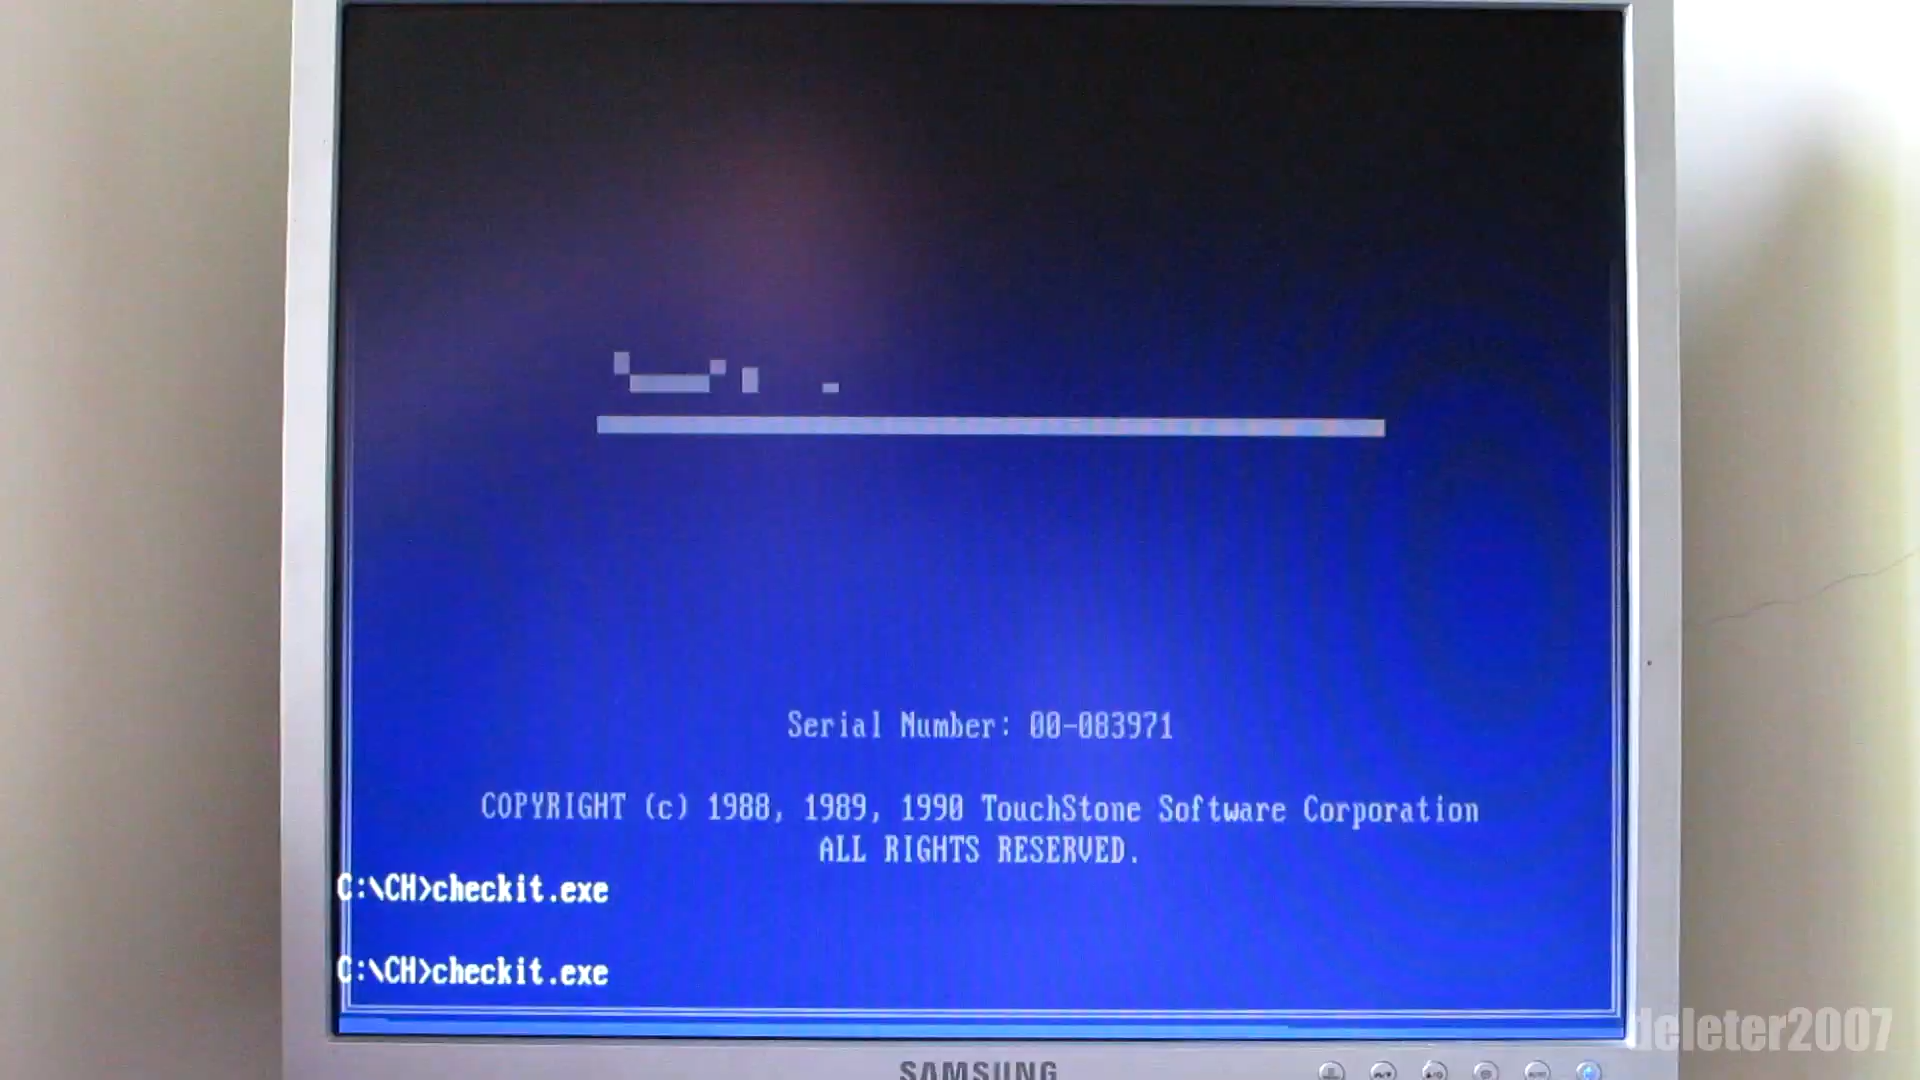 Serial Number: 00-083971
COPYRIGHT (c) 1988, 1989, 1990 TouchStone Software Corporation
ALL RIGHTS RESERVED.
C:\CH>checkit.exe
C:\CH>checkit.exe
deleter2007
SAMSUNG